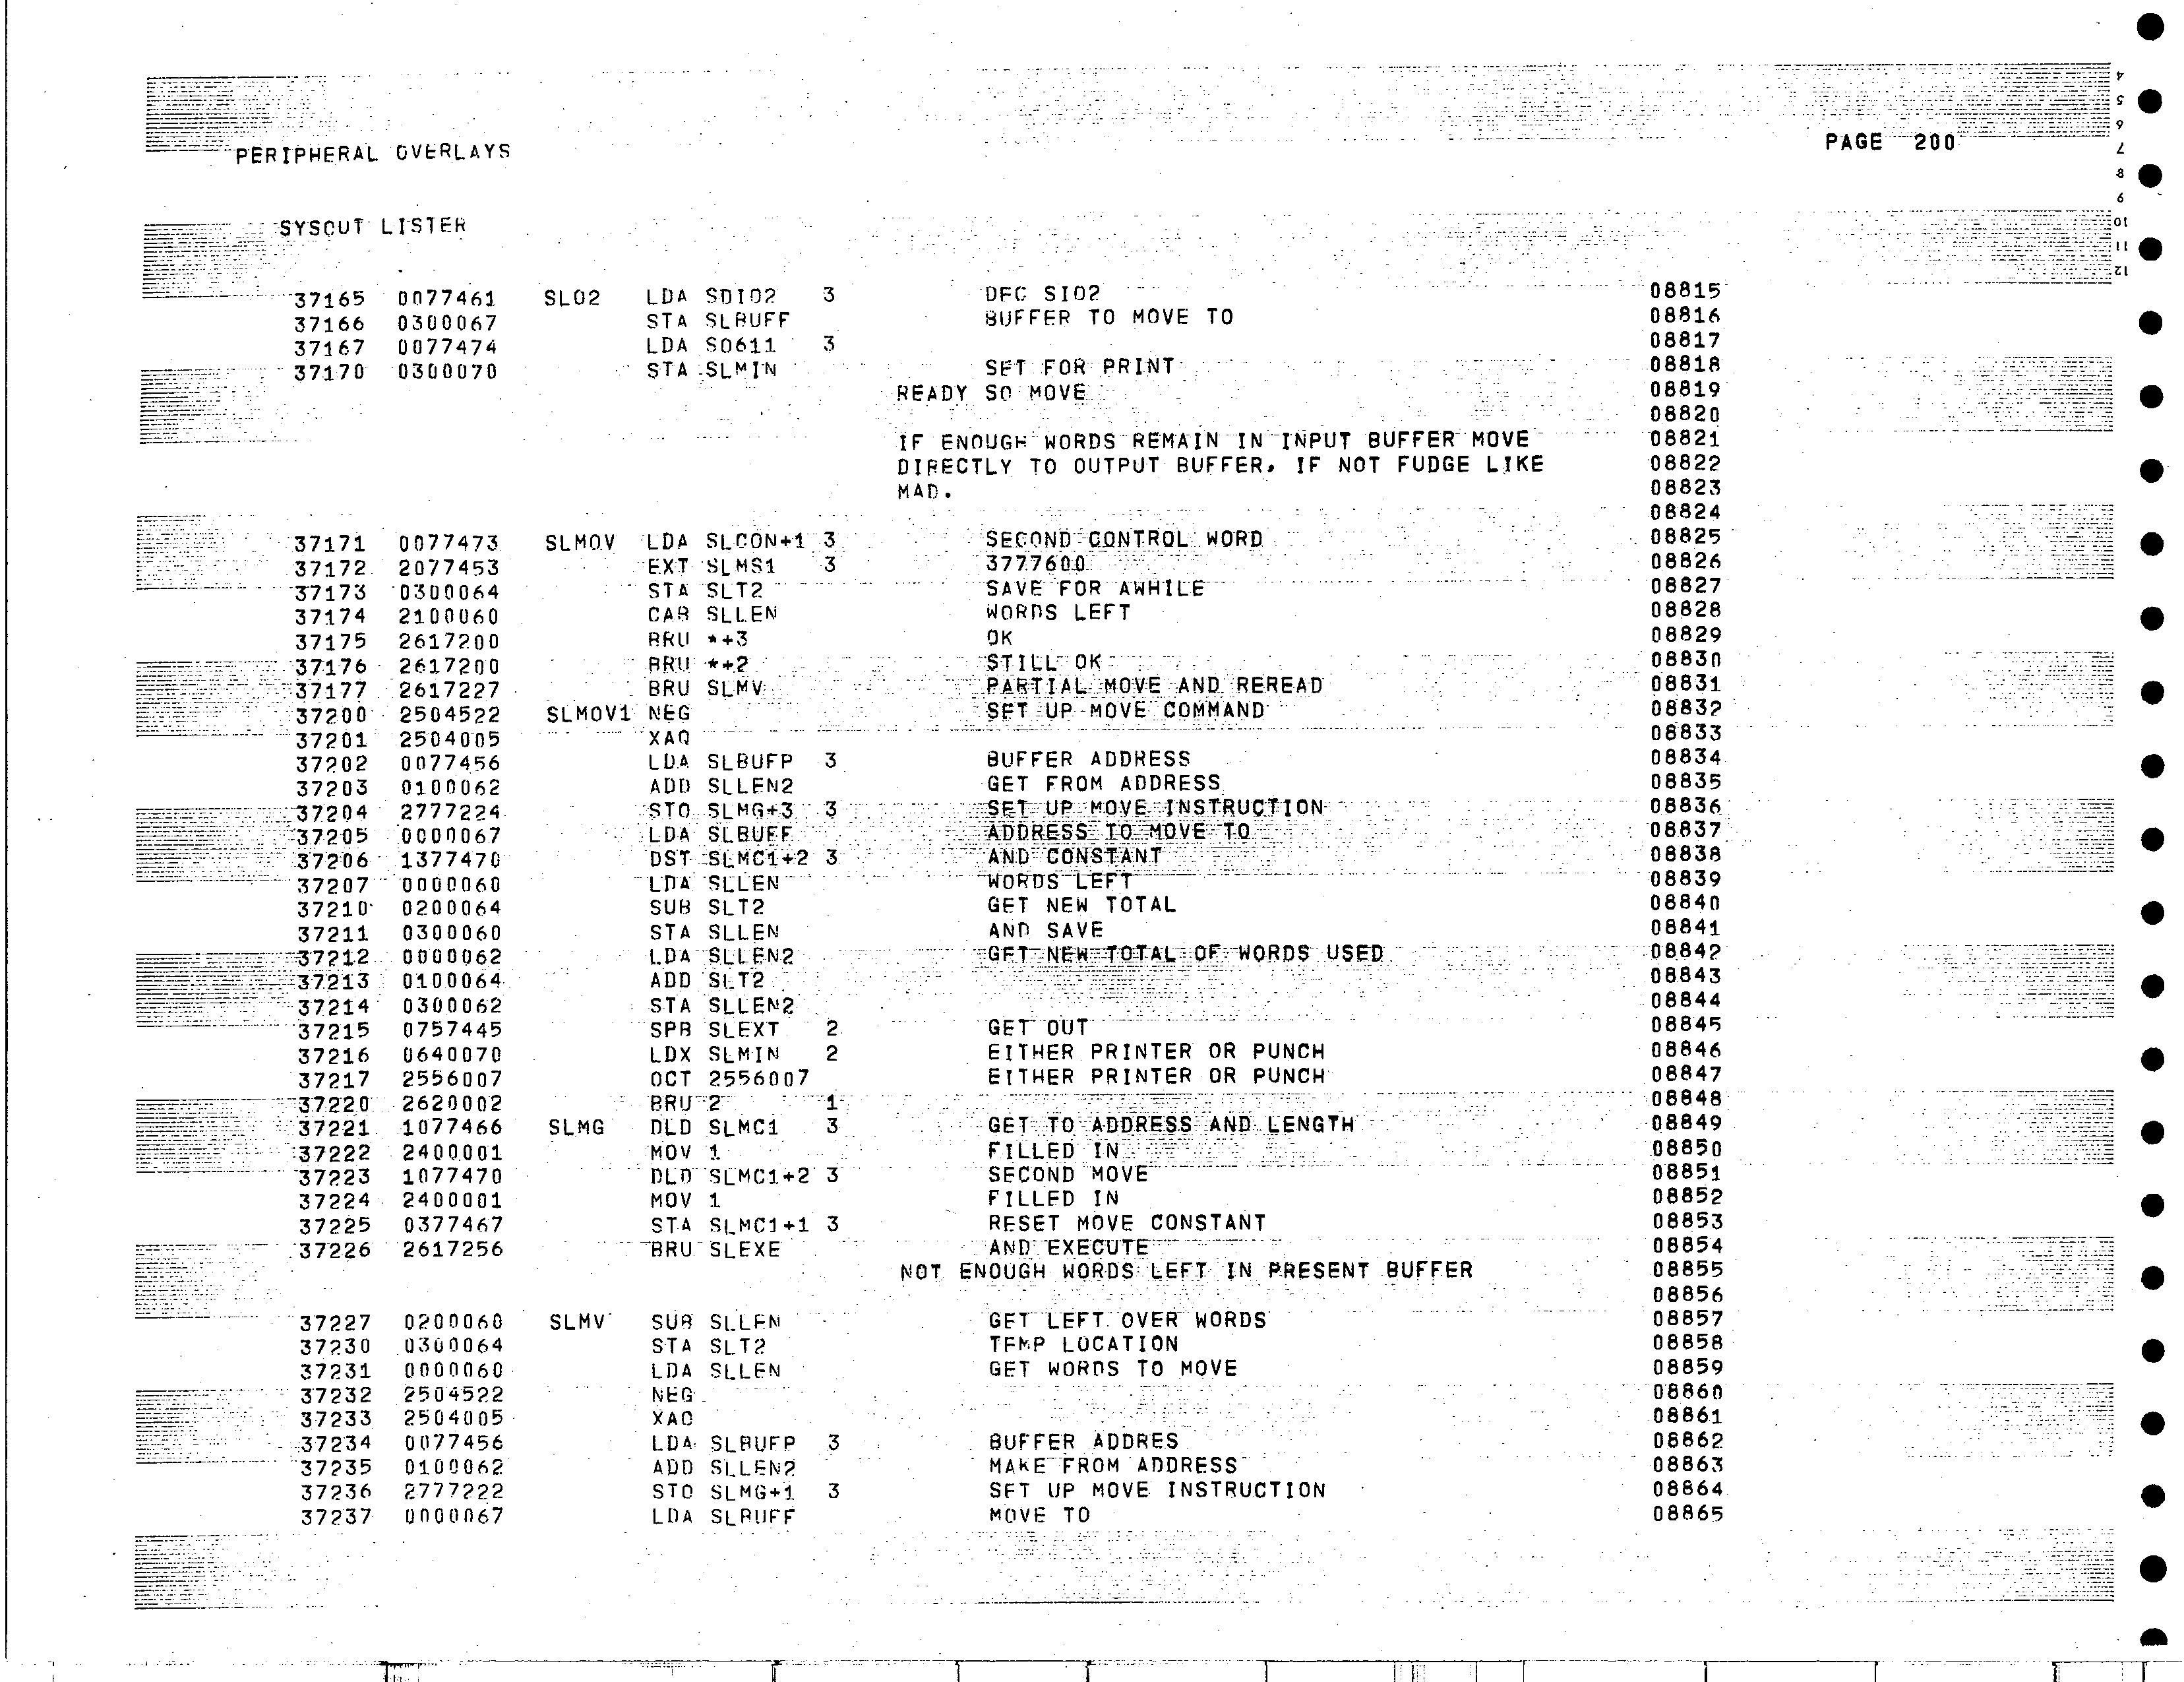 PAGE 200
PERIPHERAL OVERLAYS
SYSOUT LISTER
37165 0077461 SLO2 LDA SDIO2 3 DEC SIO2 08815
37166 0300067 STA SLBUFF BUFFER TO MOVE TO 08816
37167 0077474 LDA SO611 3 08817
37170 0300070 STA SLMIN SET FOR PRINT 08818
READY SO MOVE 08819
08820
IF ENOUGH WORDS REMAIN IN INPUT BUFFER MOVE 08821
DIRECTLY TO OUTPUT BUFFER. IF NOT FUDGE LIKE 08822
MAD. 08823
08824
37171 0077473 SLMOV LDA SLCON+1 3 SECOND CONTROL WORD 08825
37172 2077453 EXT SLMS1 3 3777600 08826
37173 0300064 STA SLT2 SAVE FOR AWHILE 08827
37174 2100060 CAB SLLEN WORDS LEFT 08828
37175 2617200 BRU *+3 OK 08829
37176 2617200 BRU *+2 STILL OK 08830
37177 2617227 BRU SLMV PARTIAL MOVE AND REREAD 08831
37200 2504522 SLMOV1 NEG SET UP MOVE COMMAND 08832
37201 2504005 XAQ 08833
37202 0077456 LDA SLBUFP 3 BUFFER ADDRESS 08834
37203 0100062 ADD SLLEN2 GET FROM ADDRESS 08835
37204 2777224 STO SLMG+3 3 SET UP MOVE INSTRUCTION 08836
37205 0000067 LDA SLBUFF ADDRESS TO MOVE TO 08837
37206 1377470 DST SLMC1+2 3 AND CONSTANT 08838
37207 0000060 LDA SLLEN WORDS LEFT 08839
37210 0200064 SUB SLT2 GET NEW TOTAL 08840
37211 0300060 STA SLLEN AND SAVE 08841
37212 0000062 LDA SLLEN2 GET NEW TOTAL OF WORDS USED 08842
37213 0100064 ADD SLT2 08843
37214 0300062 STA SLLEN2 08844
37215 0757445 SPB SLEXT 2 GET OUT 08845
37216 0640070 LDX SLMIN 2 EITHER PRINTER OR PUNCH 08846
37217 2556007 OCT 2556007 EITHER PRINTER OR PUNCH 08847
37220 2620002 BRU 2 1 08848
37221 1077466 SLMG DLD SLMC1 3 GET TO ADDRESS AND LENGTH 08849
37222 2400001 MOV 1 FILLED IN 08850
37223 1077470 DLD SLMC1+2 3 SECOND MOVE 08851
37224 2400001 MOV 1 FILLED IN 08852
37225 0377467 STA SLMC1+1 3 RESET MOVE CONSTANT 08853
37226 2617256 BRU SLEXE AND EXECUTE 08854
NOT ENOUGH WORDS LEFT IN PRESENT BUFFER 08855
08856
37227 0200060 SLMV SUB SLLEN GET LEFT OVER WORDS 08857
37230 0300064 STA SLT2 TEMP LOCATION 08858
37231 0000060 LDA SLLEN GET WORDS TO MOVE 08859
37232 2504522 NEG 08860
37233 2504005 XAQ 08861
37234 0077456 LDA SLBUFP 3 BUFFER ADDRES 08862
37235 0100062 ADD SLLEN2 MAKE FROM ADDRESS 08863
37236 2777222 STO SLMG+1 3 SET UP MOVE INSTRUCTION 08864
37237 0000067 LDA SLBUFF MOVE TO 08865
4
5
6
7
8
9
10
11
12